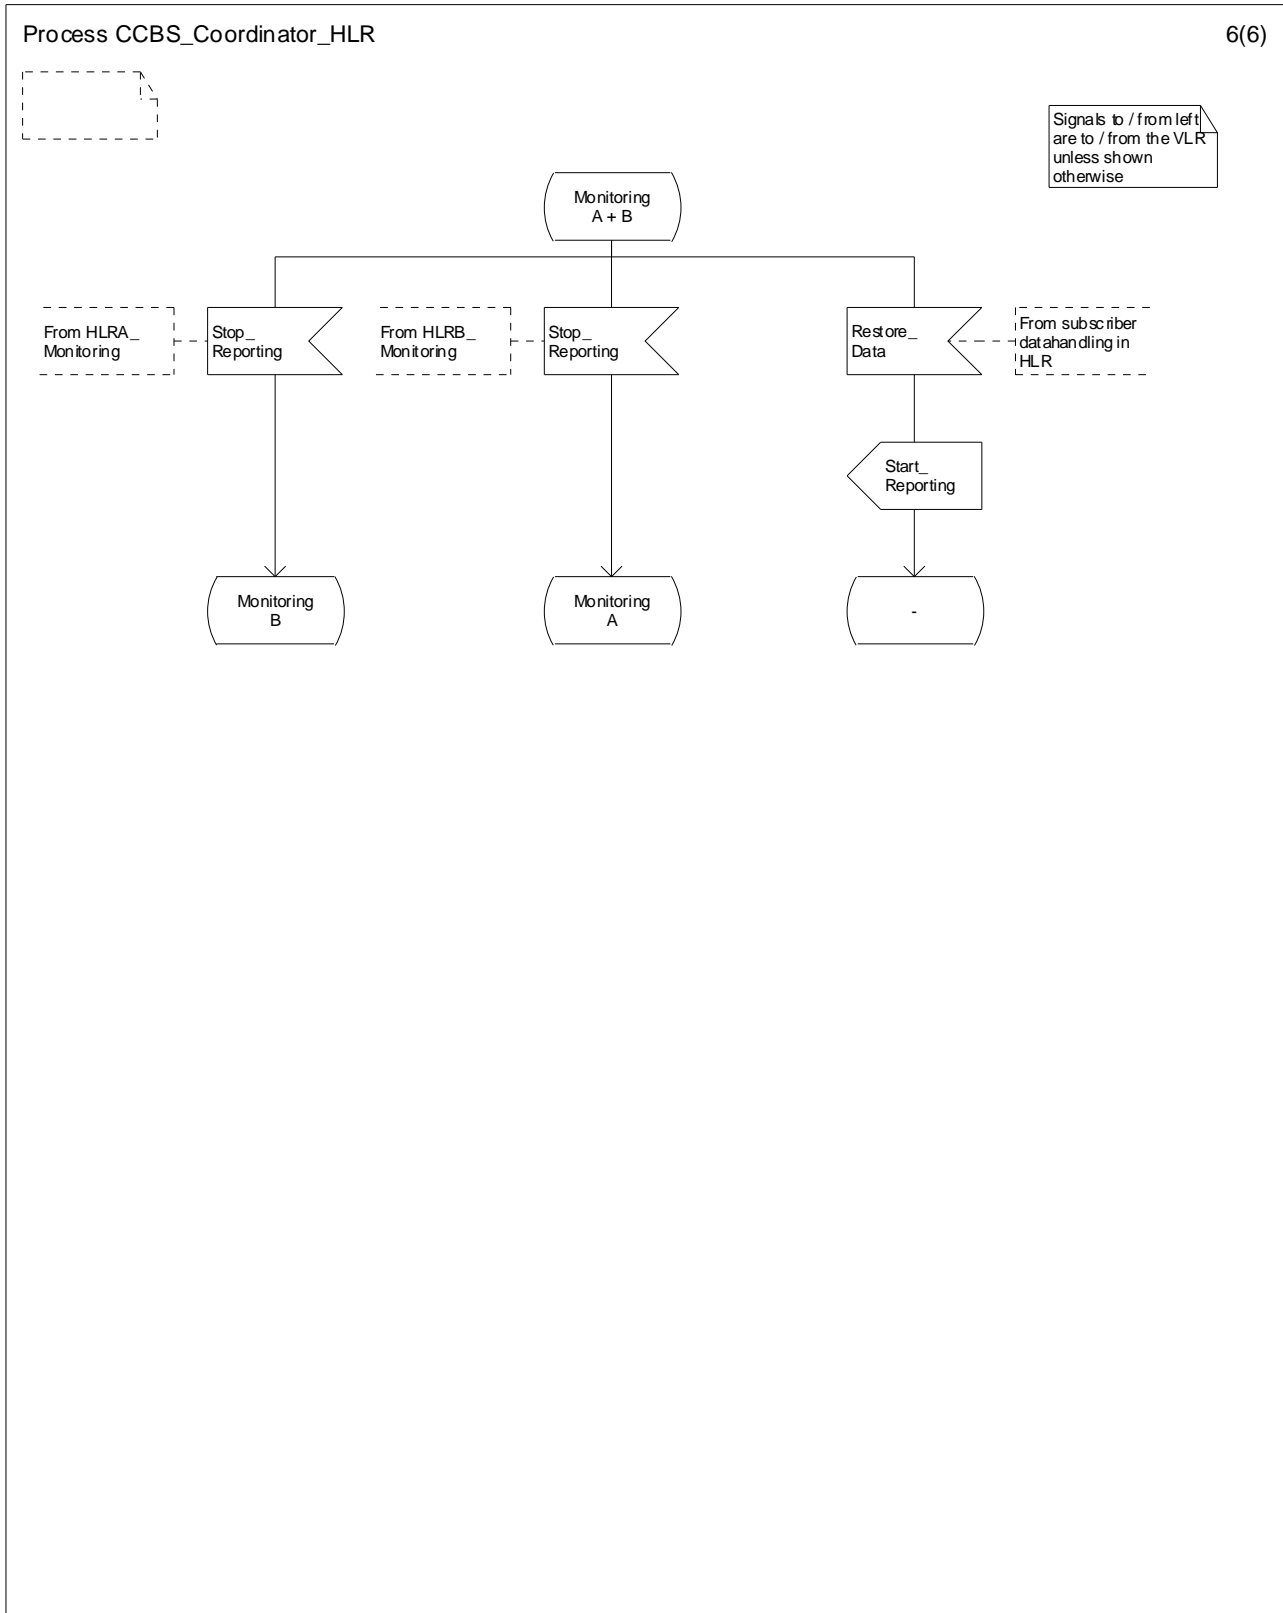 Process CCBS_Coordinator_HLR
6(6)
Signals to / from left
are to / from the VLR
unless shown
otherwise
Monitoring
A + B
From HLRA_
Monitoring
Stop_
Reporting
From HLRB_
Monitoring
Stop_
Reporting
Restore_
Data
From subscriber
datahandling in
HLR
Start_
Reporting
Monitoring
B
Monitoring
A
-